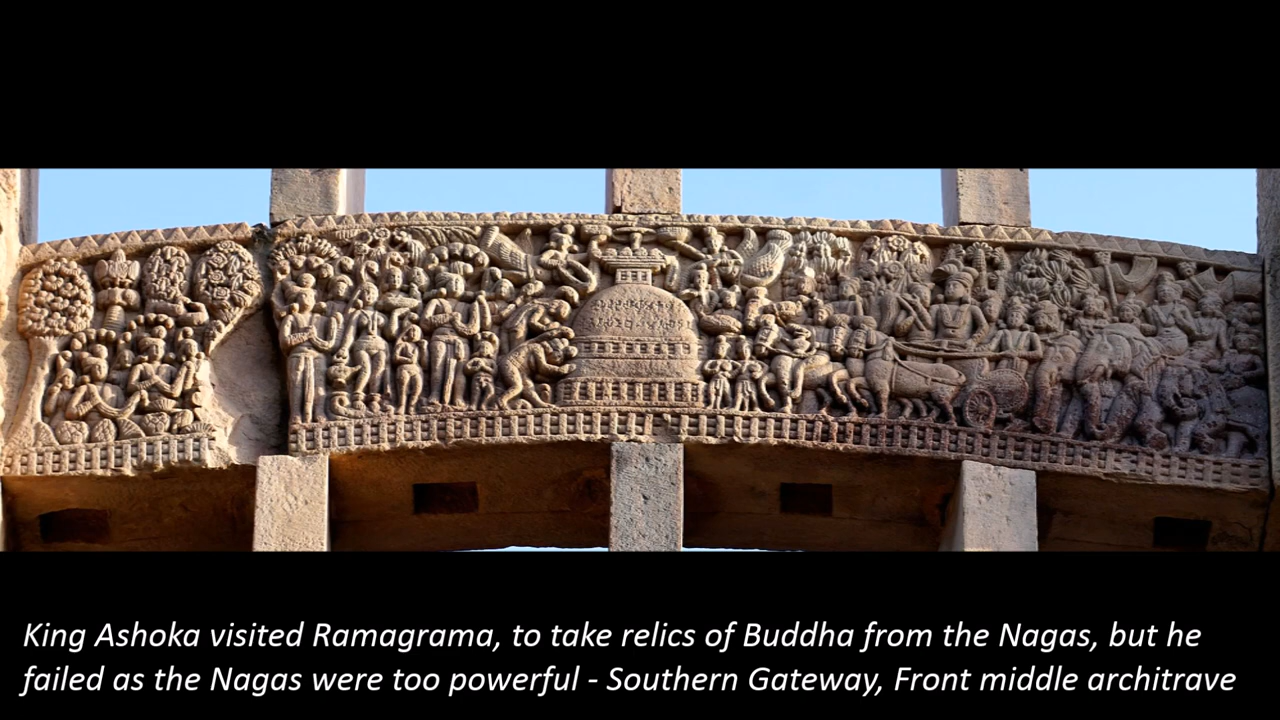 King Ashoka visited Ramagrama, to take relics of Buddha from the Nagas, but he
failed as the Nagas were too powerful - Southern Gateway, Front middle architrave